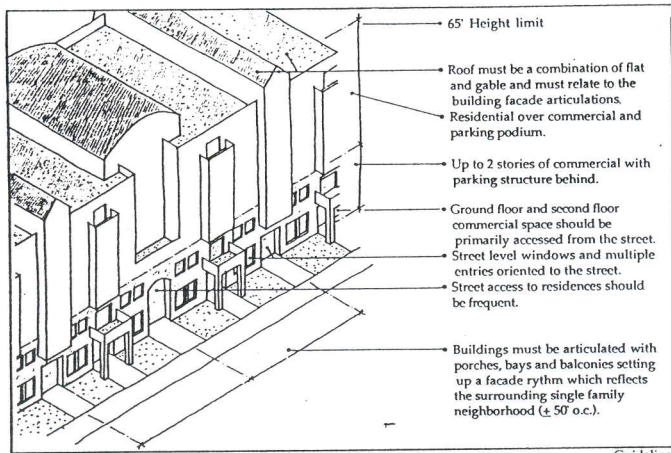 65' Height limit
Roof must be a combination of flat
and gable and must relate to the
building facade articulations.
Residential over commercial and
parking podium.
Up to 2 stories of commercial with
parking structure behind.
Ground floor and second floor
commercial space should be
primarily accessed from the street.
Street level windows and multiple
entries oriented to the street.
Street access to residences should
be frequent.
Buildings must be articulated with
porches, bays and balconies setting
up a facade rythm which reflects
the surrounding single family
neighborhood (± 50' o.c.).